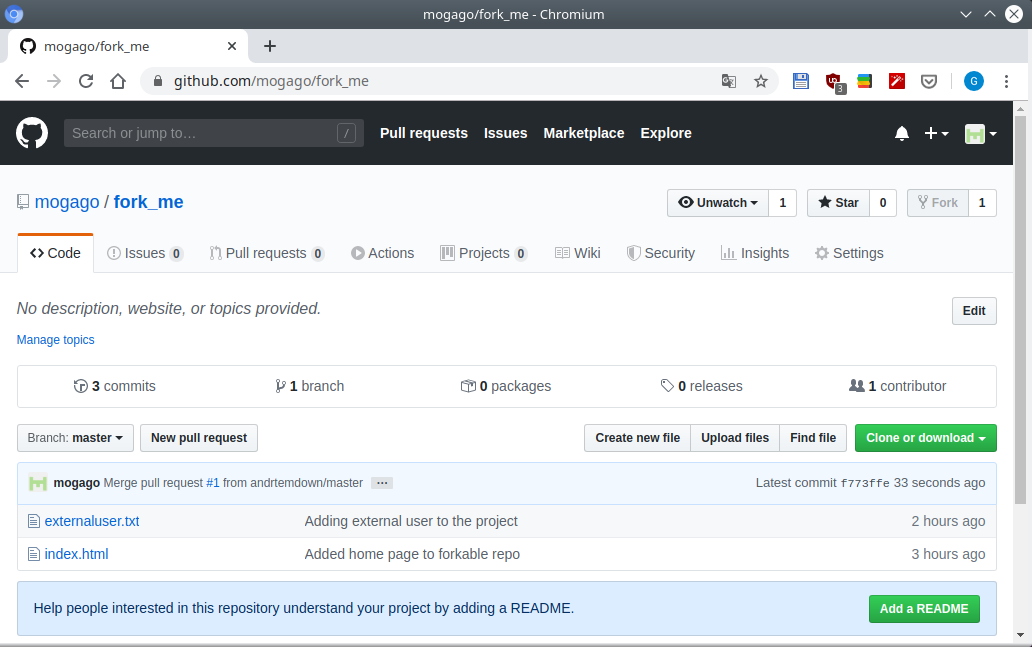 mogago/fork_me - Chromium
mogago/fork_me
github.com/mogago/fork_me
3
G
Search or jump to…
/
Pull requests Issues Marketplace Explore
mogago / fork_me
Unwatch 1 Star 0 Fork 1
Code Issues 0 Pull requests 0 Actions Projects 0 Wiki Security Insights Settings
No description, website, or topics provided.
Edit
Manage topics
3 commits 1 branch 0 packages 0 releases 1 contributor
Branch: master New pull request Create new file Upload files Find file Clone or download
mogago Merge pull request #1 from andrtemdown/master ... Latest commit f773ffe 33 seconds ago
externaluser.txt Adding external user to the project 2 hours ago
index.html Added home page to forkable repo 3 hours ago
Help people interested in this repository understand your project by adding a README.
Add a README